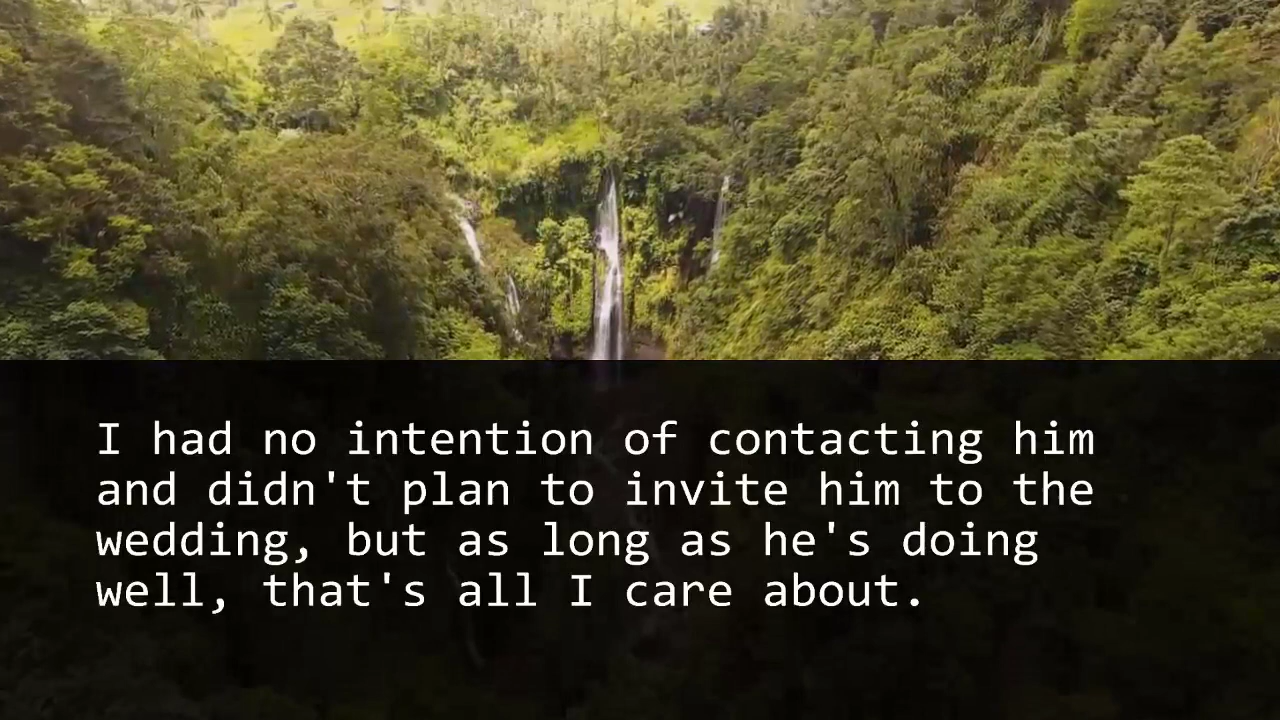 I had no intention of contacting him
and didn't plan to invite him to the
wedding, but as long as he's doing
well, that's all I care about.